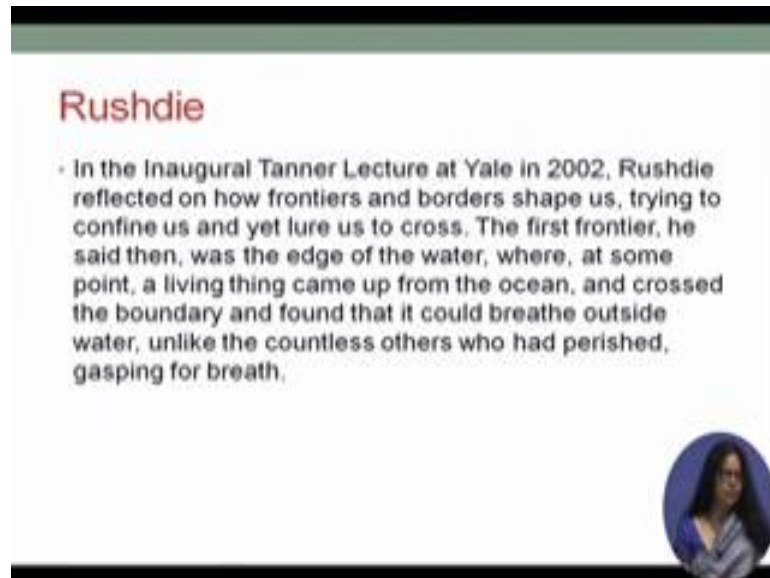 Rushdie
• In the Inaugural Tanner Lecture at Yale in 2002, Rushdie
reflected on how frontiers and borders shape us, trying to
confine us and yet lure us to cross. The first frontier, he
said then, was the edge of the water, where, at some
point, a living thing came up from the ocean, and crossed
the boundary and found that it could breathe outside
water, unlike the countless others who had perished,
gasping for breath.